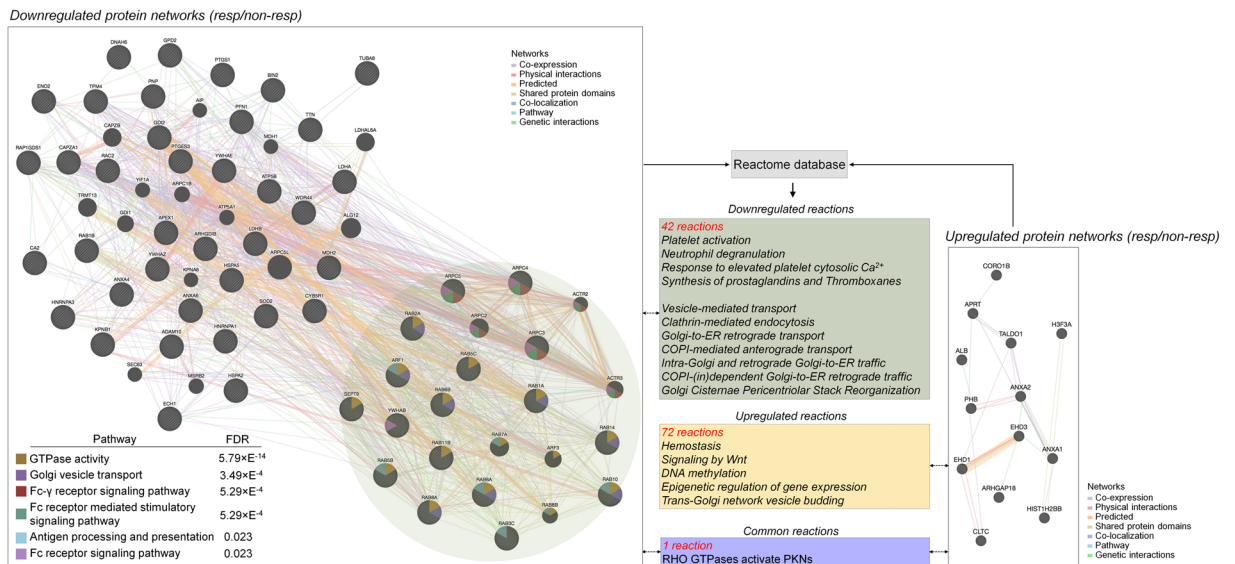 Downregulated protein networks (resp/non-resp)
DNAH6
GPD2
PTGS1
BIN2
TUBA8
ENO2
TPM4
PNP
AIP
PFN1
TTN
CAPZB
GDI2
MDH1
LDHAL6A
RAP1GDS1
CAPZA1
RAC2
PTGES3
YWHAE
ATP5B
LDHA
YIF1A
ARPC1B
WDR44
TRMT13
GDI1
APEX1
ATP5A1
ALG12
RAB1B
ARHGDIB
LDHB
CA2
YWHAZ
ARPC5L
MDH2
ANXA4
KPNA6
HSPA5
HNRNPA3
ANXA6
SOD2
CYB5R1
KPNB1
ADAM10
HNRNPA1
SEC63
MSRB2
HSPA2
ECH1
ARPC5
ARPC4
ACTR2
RAB2A
ARPC2
ARPC3
ARF1
RAB5C
ACTR3
SEPT9
RAB6B
RAB1A
YWHAB
RAB11B
RAB7A
ARF3
RAB14
RAB5B
RAB6A
RAB10
RAB8A
RAB8B
RAB3C
Networks
Co-expression
Physical interactions
Predicted
Shared protein domains
Co-localization
Pathway
Genetic interactions
Pathway FDR
GTPase activity 5.79×E-14
Golgi vesicle transport 3.49×E-4
Fc-γ receptor signaling pathway 5.29×E-4
Fc receptor mediated stimulatory
signaling pathway 5.29×E-4
Antigen processing and presentation 0.023
Fc receptor signaling pathway 0.023
Reactome database
Downregulated reactions
42 reactions
Platelet activation
Neutrophil degranulation
Response to elevated platelet cytosolic Ca2+
Synthesis of prostaglandins and Thromboxanes
Vesicle-mediated transport
Clathrin-mediated endocytosis
Golgi-to-ER retrograde transport
COPI-mediated anterograde transport
Intra-Golgi and retrograde Golgi-to-ER traffic
COPI-(in)dependent Golgi-to-ER retrograde traffic
Golgi Cisternae Pericentriolar Stack Reorganization
Upregulated reactions
72 reactions
Hemostasis
Signaling by Wnt
DNA methylation
Epigenetic regulation of gene expression
Trans-Golgi network vesicle budding
Common reactions
1 reaction
RHO GTPases activate PKNs
Upregulated protein networks (resp/non-resp)
CORO1B
APRT
TALDO1
H3F3A
ALB
ANXA2
PHB
EHD3
EHD1
ANXA1
ARHGAP18
HIST1H2BB
CLTC
Networks
Co-expression
Physical interactions
Predicted
Shared protein domains
Co-localization
Pathway
Genetic interactions